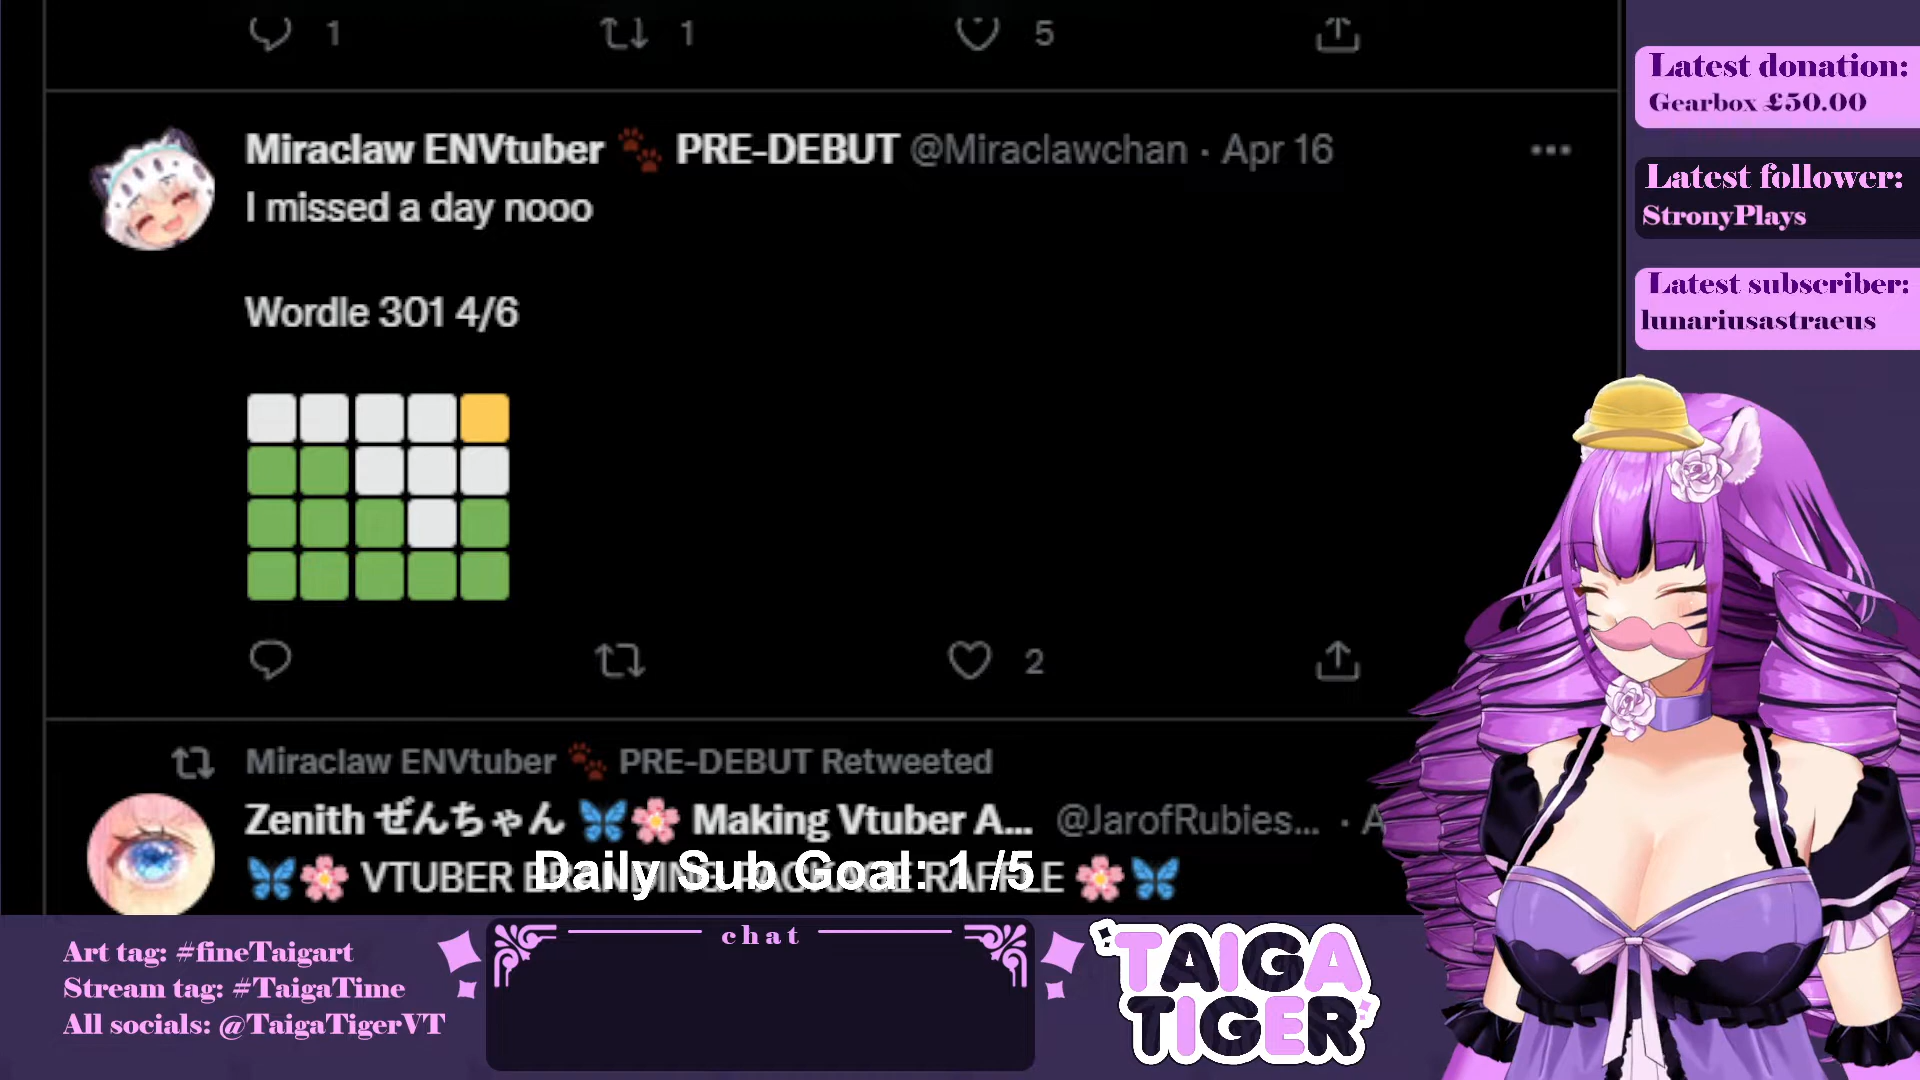 1 1 5
Miraclaw ENVtuber 🐾 PRE-DEBUT @Miraclawchan · Apr 16
I missed a day nooo
Wordle 301 4/6
2
Miraclaw ENVtuber 🐾 PRE-DEBUT Retweeted
Zenith ぜんちゃん 🦋🌸 Making Vtuber A... @JarofRubies... · A
🦋🌸 VTUBER BRANDING PACKAGE RAFFLE 🌸🦋
Daily Sub Goal: 1 /5
Latest donation:
Gearbox £50.00
Latest follower:
StronyPlays
Latest subscriber:
lunariusastraeus
Art tag: #fineTaigart
Stream tag: #TaigaTime
All socials: @TaigaTigerVT
chat
TAIGA
TIGER